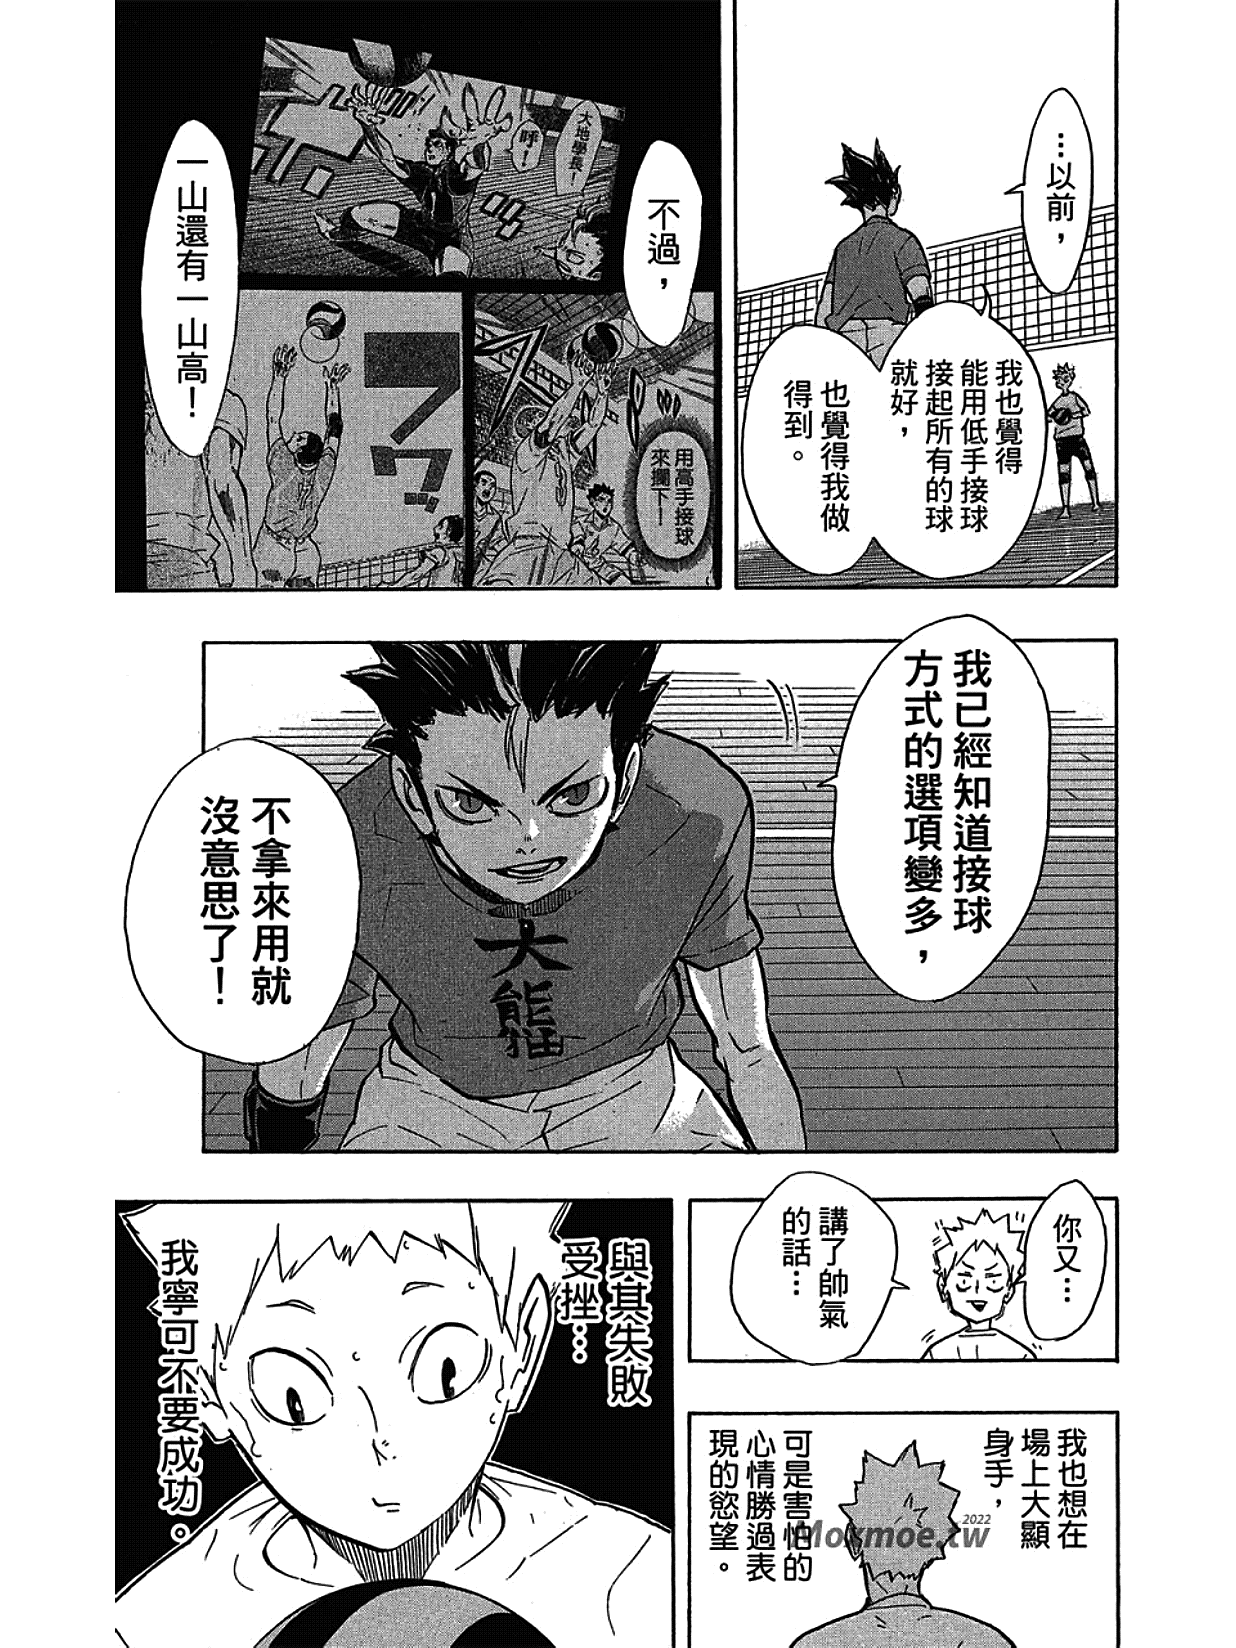 …以前，
我也覺得
能用低手接球
接起所有的球
就好，
也覺得我做
得到。
不過，
大地學長！
呼！
用高手接球
來攔下！
フワッ
一山還有一山高！
我已經知道接球
方式的選項變多，
不拿來用就
沒意思了！
大
熊
你又…
講了帥氣
的話…
我也想在
場上大顯
身手，
可是害怕的
心情勝過表
現的慾望。
與其失敗
受挫…
我寧可不要成功。
Moxmoe.tw
2022